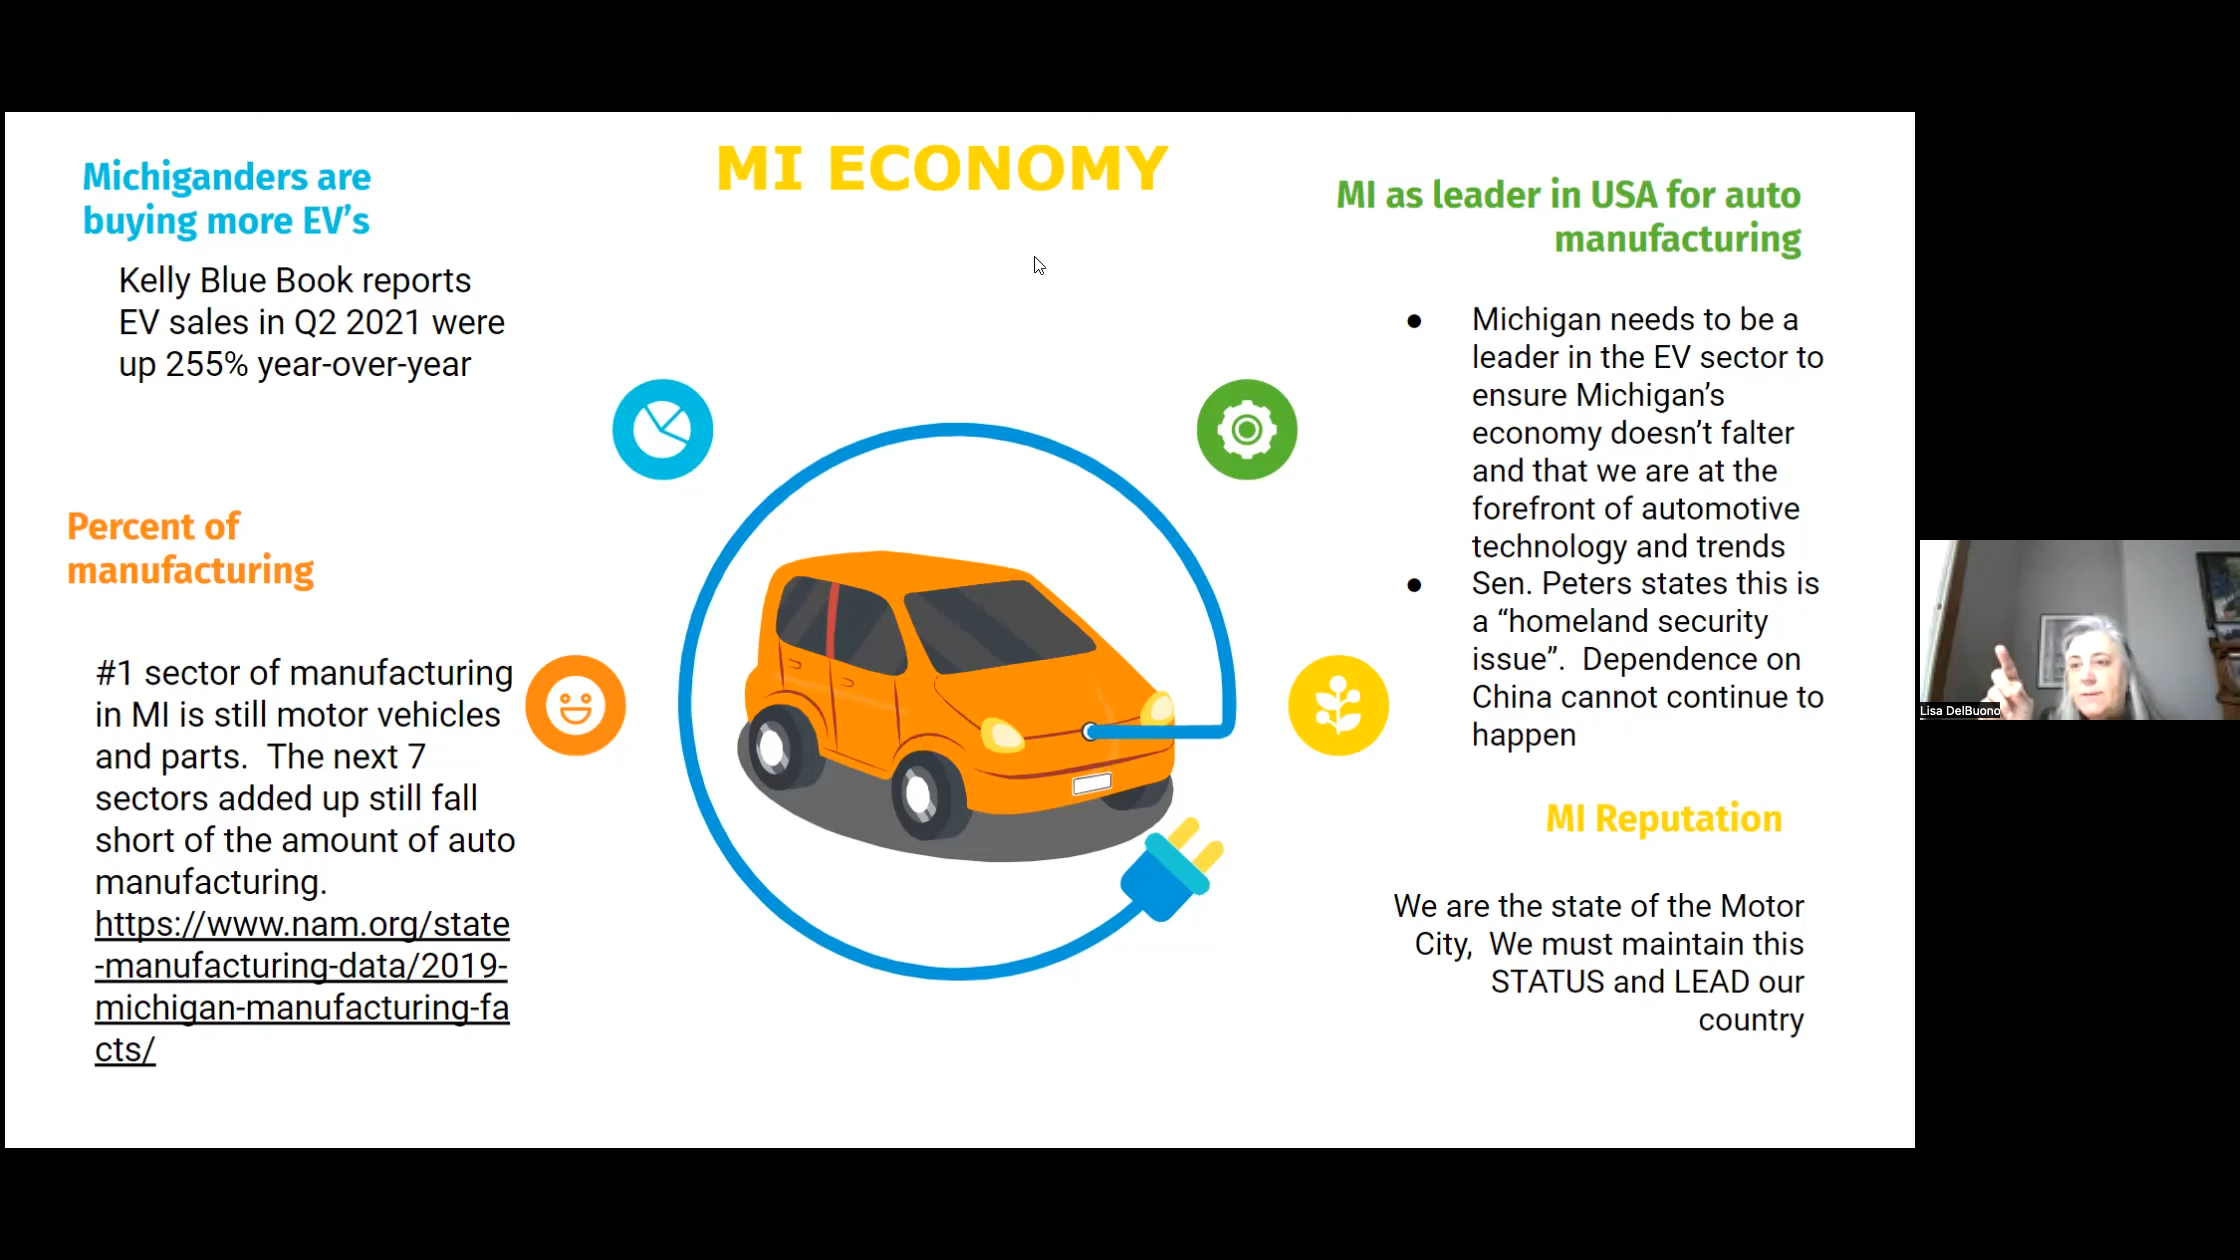 MI ECONOMY
Michiganders are
buying more EV’s
Kelly Blue Book reports
EV sales in Q2 2021 were
up 255% year-over-year
Percent of
manufacturing
#1 sector of manufacturing
in MI is still motor vehicles
and parts.  The next 7
sectors added up still fall
short of the amount of auto
manufacturing.
https://www.nam.org/state
-manufacturing-data/2019-
michigan-manufacturing-fa
cts/
MI as leader in USA for auto
manufacturing
● Michigan needs to be a
leader in the EV sector to
ensure Michigan’s
economy doesn’t falter
and that we are at the
forefront of automotive
technology and trends
● Sen. Peters states this is
a “homeland security
issue”.  Dependence on
China cannot continue to
happen
MI Reputation
We are the state of the Motor
City,  We must maintain this
STATUS and LEAD our
country
Lisa DelBuono